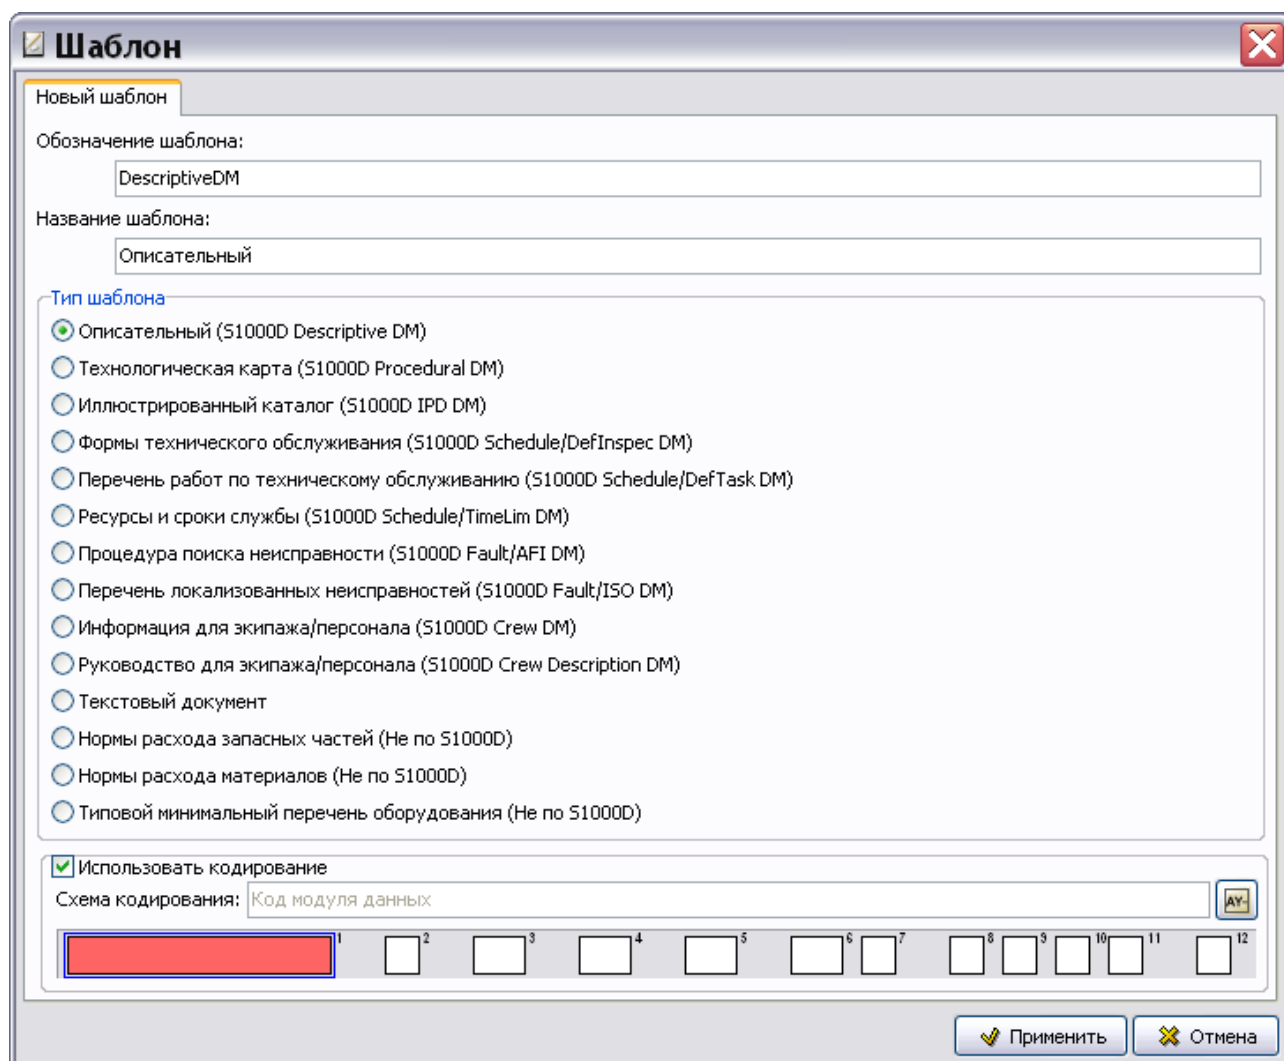 Шаблон
Новый шаблон
Обозначение шаблона:
DescriptiveDM
Название шаблона:
Описательный
Тип шаблона
Описательный (S1000D Descriptive DM)
Технологическая карта (S1000D Procedural DM)
Иллюстрированный каталог (S1000D IPD DM)
Формы технического обслуживания (S1000D Schedule/DefInspec DM)
Перечень работ по техническому обслуживанию (S1000D Schedule/DefTask DM)
Ресурсы и сроки службы (S1000D Schedule/TimeLim DM)
Процедура поиска неисправности (S1000D Fault/AFI DM)
Перечень локализованных неисправностей (S1000D Fault/ISO DM)
Информация для экипажа/персонала (S1000D Crew DM)
Руководство для экипажа/персонала (S1000D Crew Description DM)
Текстовый документ
Нормы расхода запасных частей (Не по S1000D)
Нормы расхода материалов (Не по S1000D)
Типовой минимальный перечень оборудования (Не по S1000D)
Использовать кодирование
Схема кодирования: Код модуля данных AY-
1 2 3 4 5 6 7 8 9 10 11 12
Применить Отмена